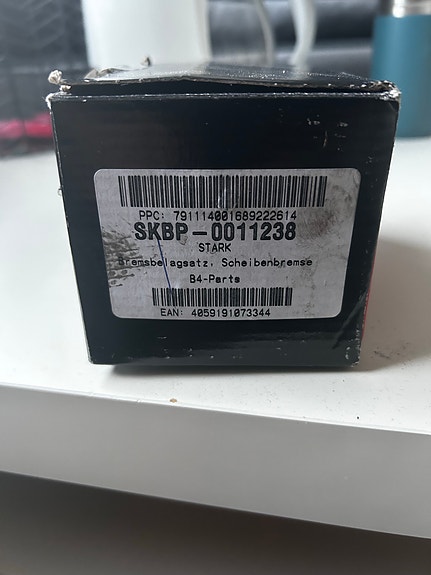 PPC: 791114001689222614
SKBP-0011238
STARK
Bremsbelagsatz, Scheibenbremse
B4-Parts
EAN: 4059191073344